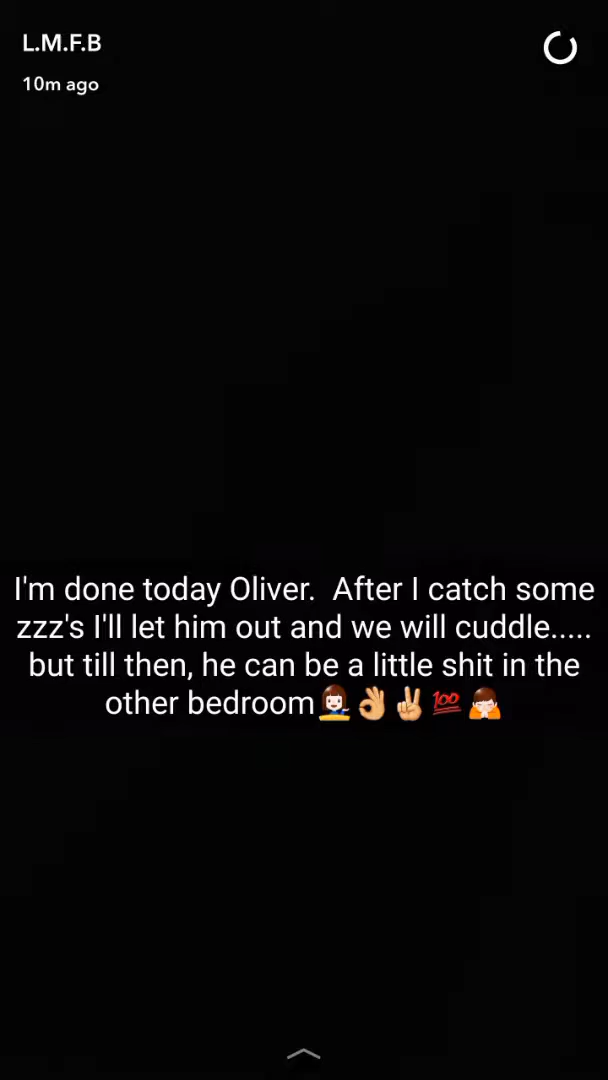 L.M.F.B
10m ago
I'm done today Oliver.  After I catch some
zzz's I'll let him out and we will cuddle.....
but till then, he can be a little shit in the
other bedroom💁🏻👌🏼✌🏼💯🙇🏻